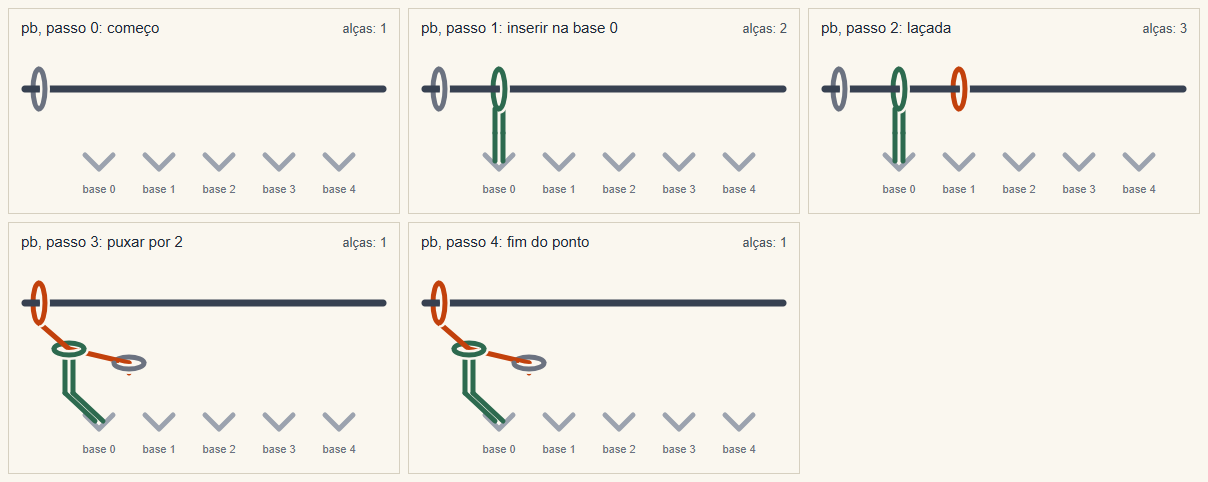 pb, passo 0: começo
alças: 1
base 0
base 1
base 2
base 3
base 4
pb, passo 1: inserir na base 0
alças: 2
base 0
base 1
base 2
base 3
base 4
pb, passo 2: laçada
alças: 3
base 0
base 1
base 2
base 3
base 4
pb, passo 3: puxar por 2
alças: 1
base 0
base 1
base 2
base 3
base 4
pb, passo 4: fim do ponto
alças: 1
base 0
base 1
base 2
base 3
base 4